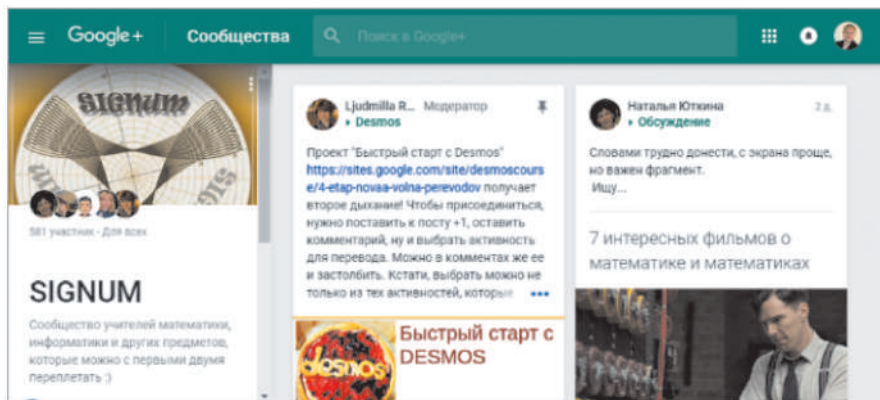 Google+
Сообщества
Поиск в Google+
SIGNUM
581 участник - Для всех
SIGNUM
Сообщество учителей математики,
информатики и других предметов,
которые можно с первыми двумя
переплетать :)
Ljudmilla R... Модератор
Desmos
Проект "Быстрый старт с Desmos"
https://sites.google.com/site/desmoscours
e/4-etap-novaa-volna-perevodov получает
второе дыхание! Чтобы присоединиться,
нужно поставить к посту +1, оставить
комментарий, ну и выбрать активность
для перевода. Можно в комментах же ее
и застолбить. Кстати, выбрать можно не
только из тех активностей, которые
desmos
Быстрый старт с
DESMOS
Наталья Юткина 2 д.
Обсуждение
Словами трудно донести, с экрана проще,
но важен фрагмент.
Ищу...
7 интересных фильмов о
математике и математиках